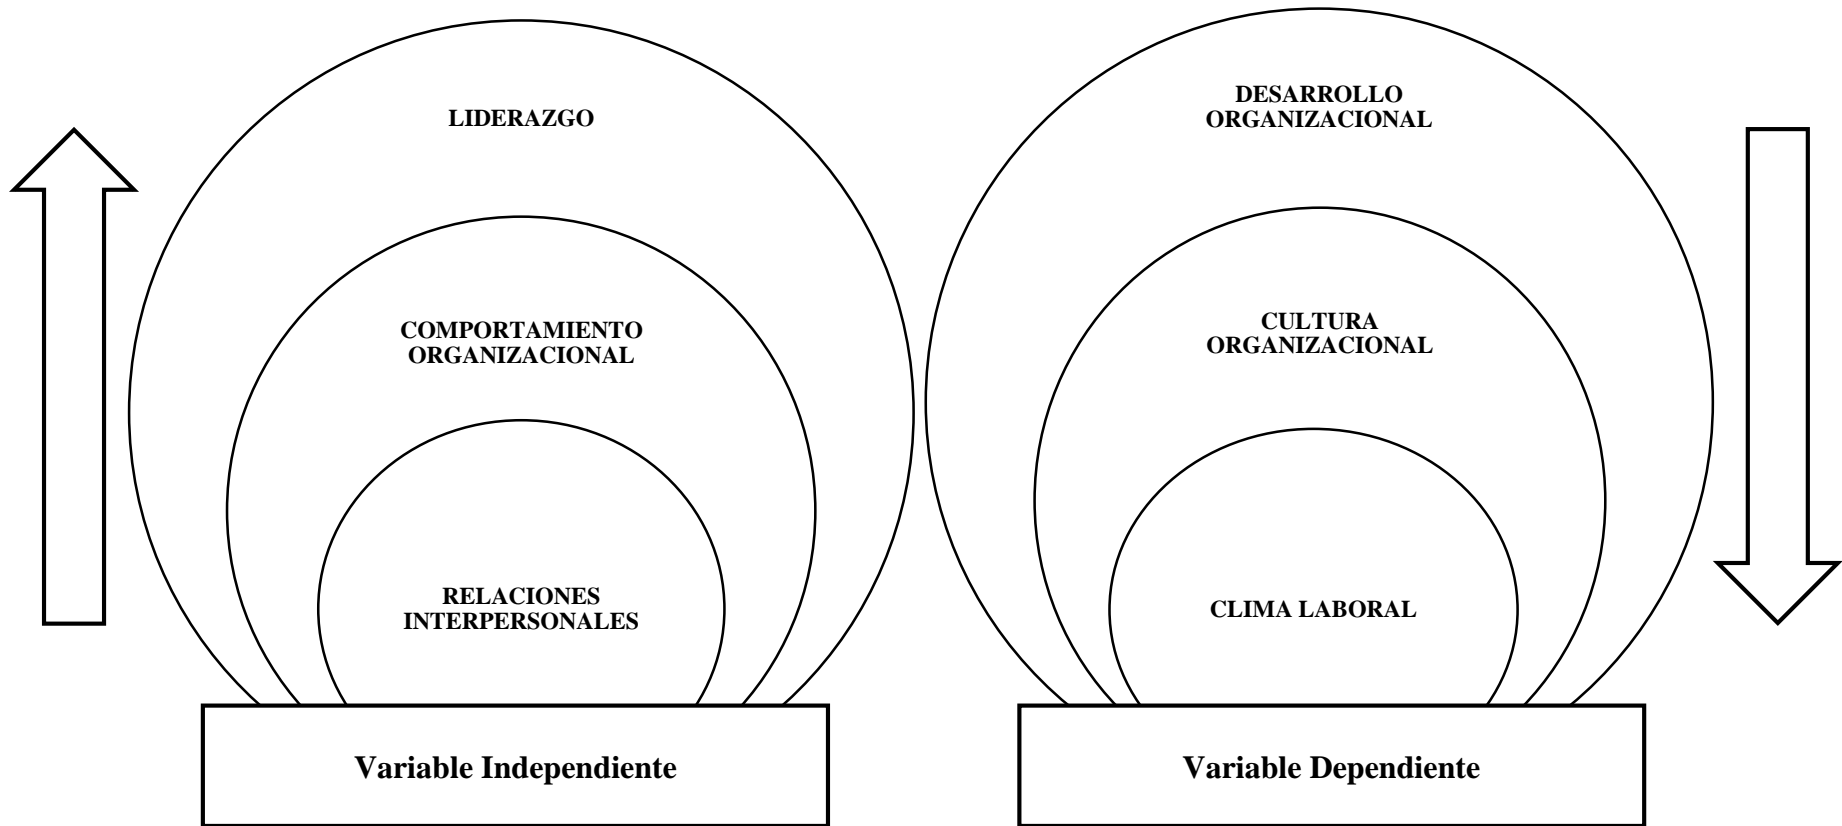 LIDERAZGO
COMPORTAMIENTO
ORGANIZACIONAL
RELACIONES
INTERPERSONALES
Variable Independiente
DESARROLLO
ORGANIZACIONAL
CULTURA
ORGANIZACIONAL
CLIMA LABORAL
Variable Dependiente